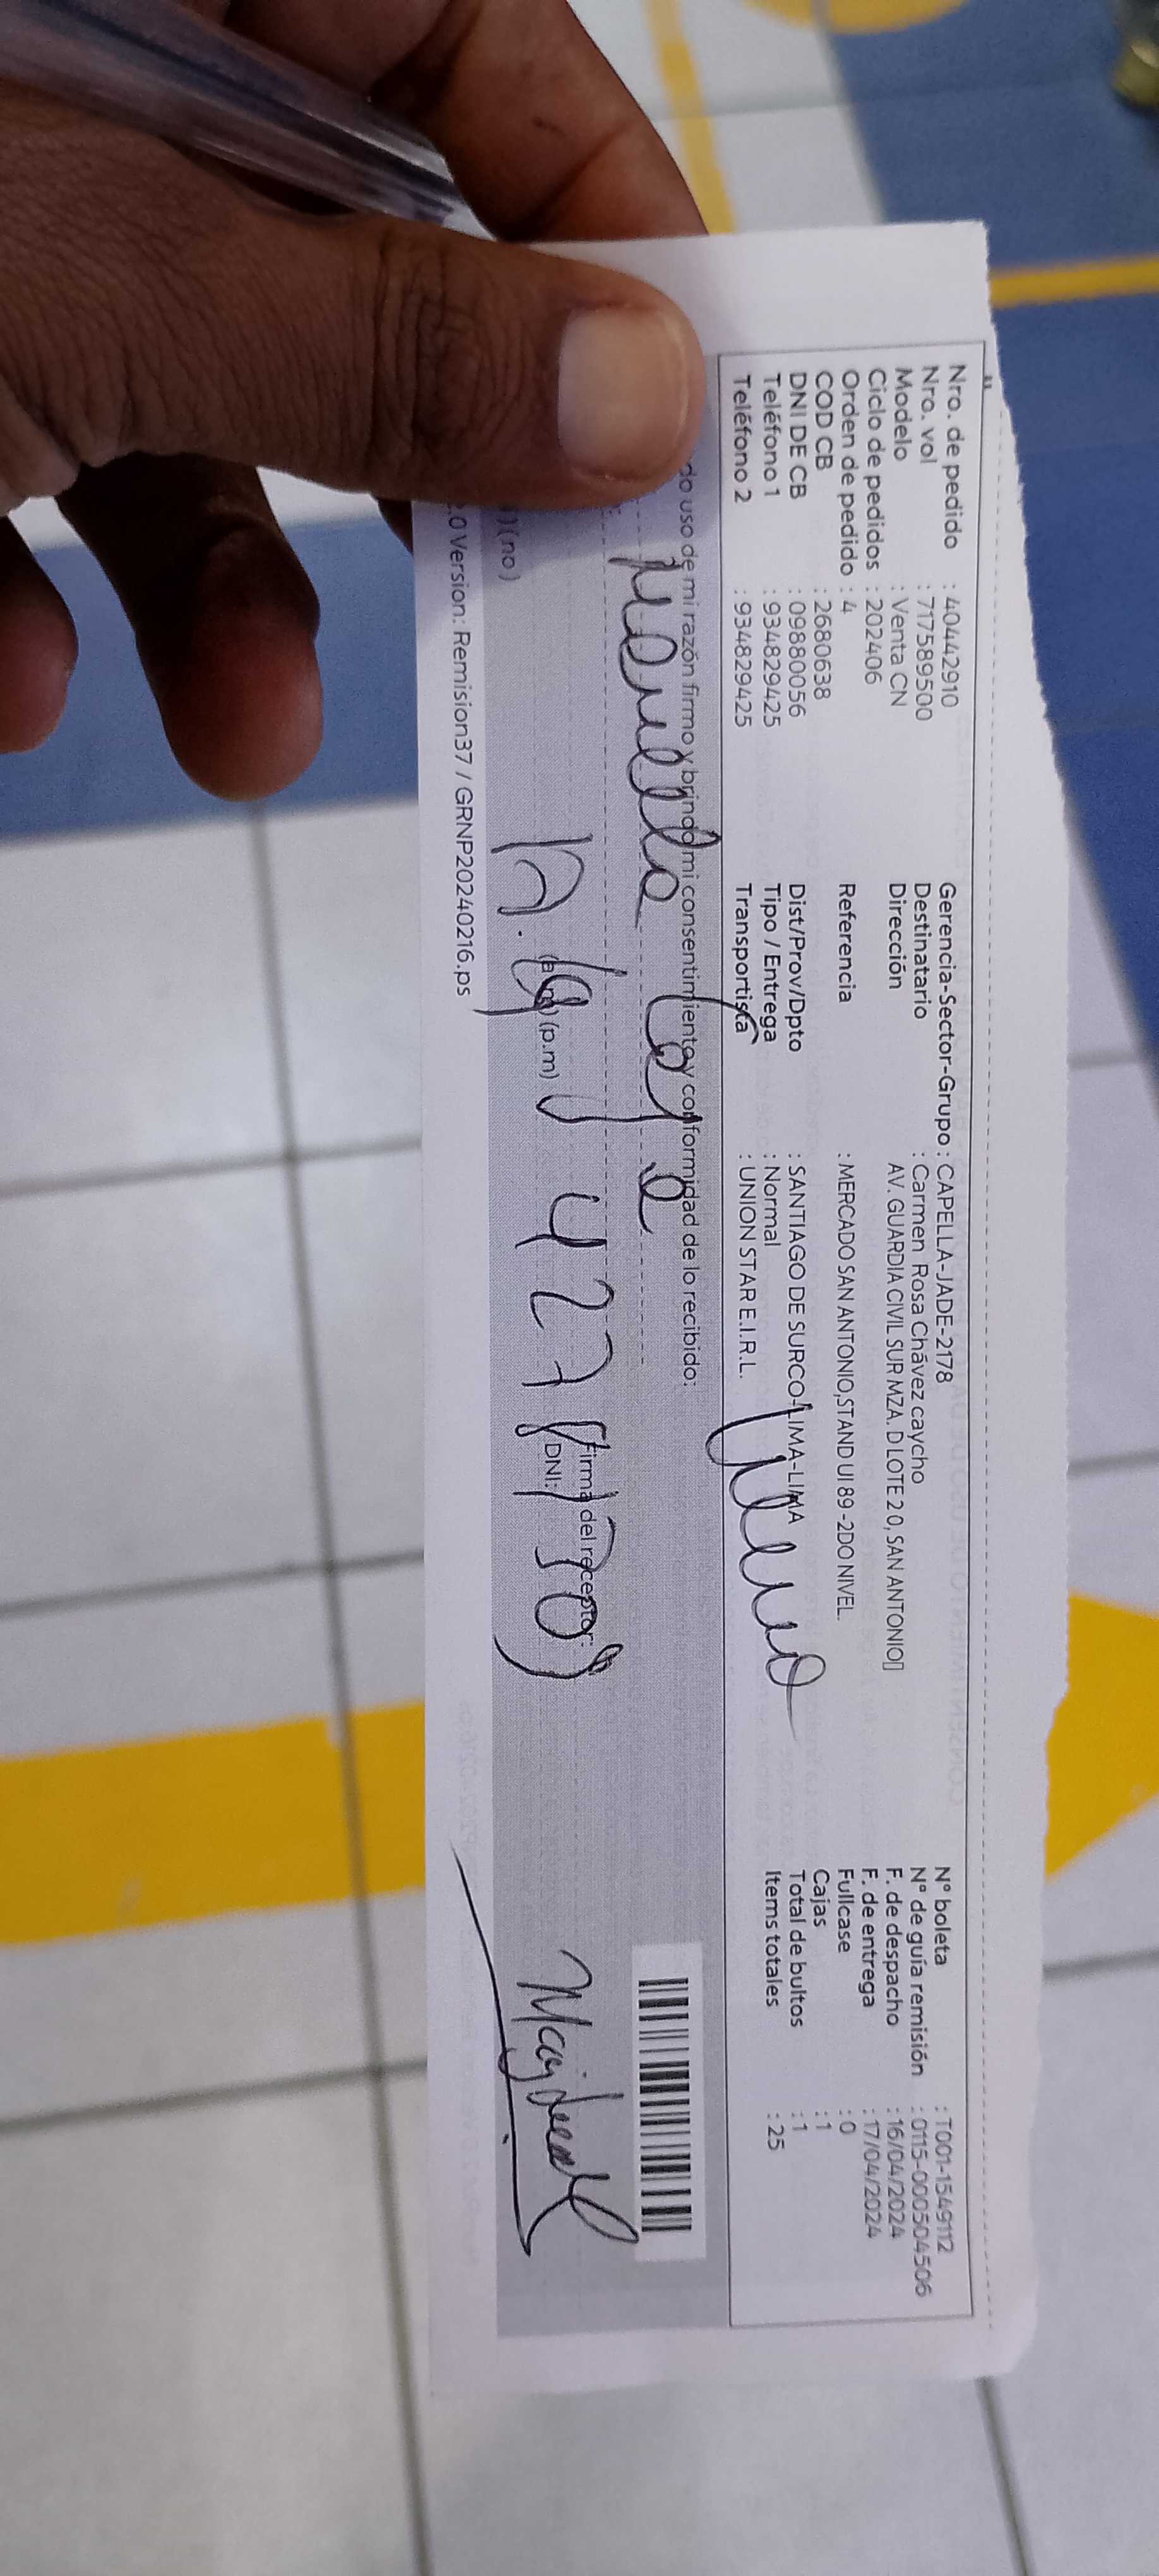 Nro. de pedido : 40442910
Nro. vol : 717589500
Modelo : Venta CN
Ciclo de pedidos : 202406
Orden de pedido : 4
COD CB : 2680638
DNI DE CB : 09880056
Teléfono 1 : 934829425
Teléfono 2 : 934829425
Gerencia-Sector-Grupo : CAPELLA-JADE-2178
Destinatario : Carmen Rosa Chávez caycho
Dirección AV. GUARDIA CIVIL SUR MZA. D LOTE 2 0, SAN ANTONIO
Referencia : MERCADO SAN ANTONIO,STAND UI 89 -2DO NIVEL.
Dist/Prov/Dpto : SANTIAGO DE SURCO-LIMA-LIMA
Tipo / Entrega : Normal
Transportista : UNION STAR E.I.R.L.
N° boleta : T001-1549112
N° de guía remisión : 0115-000504506
F. de despacho : 16/04/2024
F. de entrega : 17/04/2024
Fullcase : 0
Cajas : 1
Total de bultos : 1
Items totales : 25
do uso de mi razón firmo y brindo mi consentimiento y conformidad de lo recibido:
Firma del receptor:
) (no) (p.m) DNI:
.0 Version: Remision37 / GRNP20240216.ps